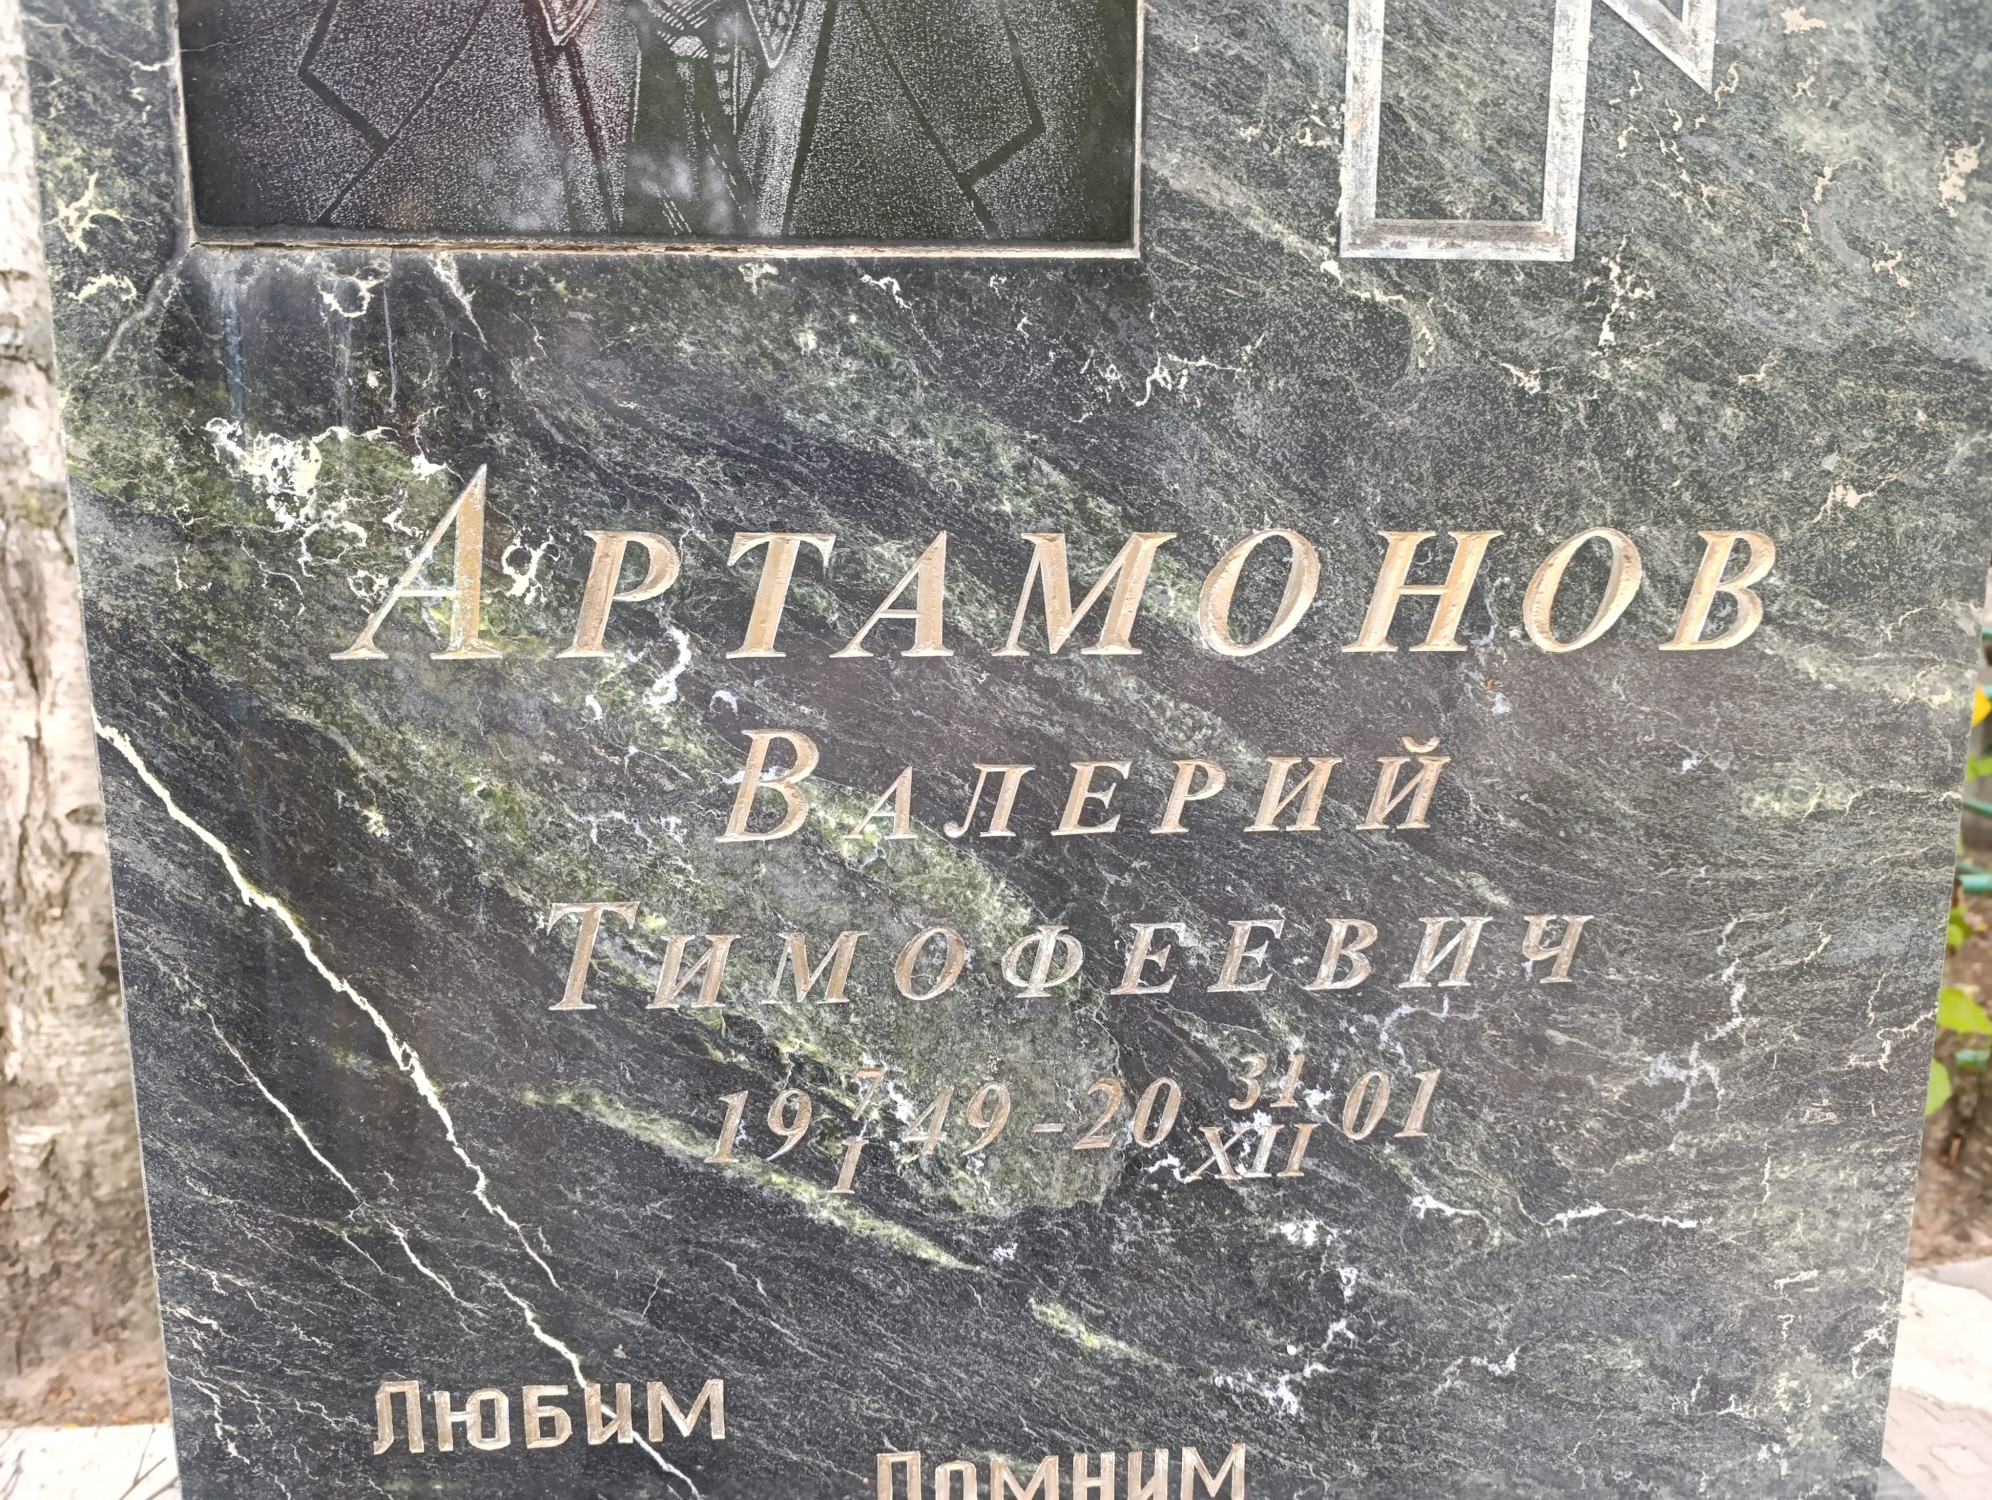 Артамонов
Валерий
Тимофеевич
19 7/I 49-20 31/XII 01
Любим
Помним